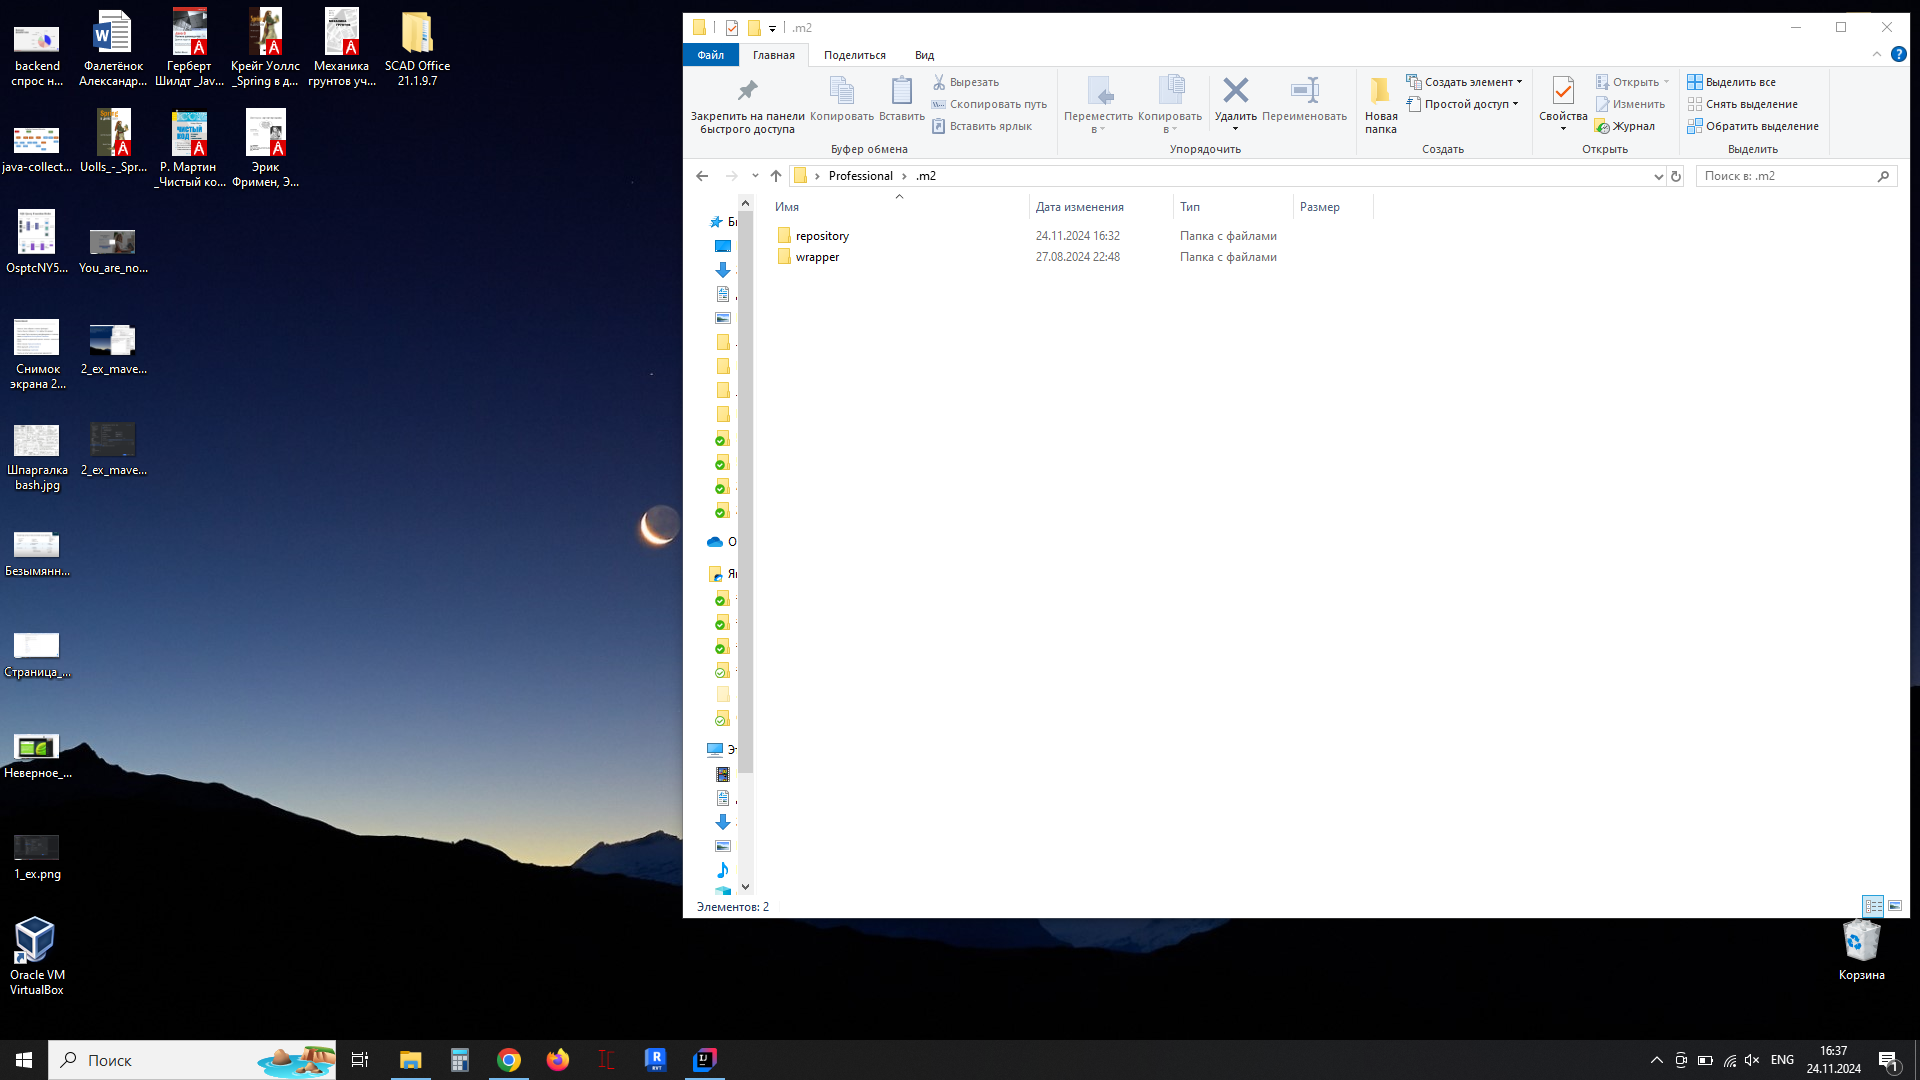 backend
спрос н...
Фалетёнок
Александр...
Герберт
Шилдт _Jav...
Крейг Уоллс
_Spring в д...
Механика
грунтов уч...
SCAD Office
21.1.9.7
java-collect...
Uolls_-_Spr...
Р. Мартин
_Чистый ко...
Эрик
Фримен, Э...
OsptcNY5...
You_are_no...
Снимок
экрана 2...
2_ex_mave...
Шпаргалка
bash.jpg
2_ex_mave...
Безымянн...
Страница_...
Неверное_...
1_ex.png
Oracle VM
VirtualBox
.m2
Файл
Главная
Поделиться
Вид
Закрепить на панели
быстрого доступа
Копировать
Вставить
Вырезать
Скопировать путь
Вставить ярлык
Буфер обмена
Переместить
в
Копировать
в
Удалить
Переименовать
Упорядочить
Новая
папка
Создать элемент
Простой доступ
Создать
Свойства
Открыть
Изменить
Журнал
Открыть
Выделить все
Снять выделение
Обратить выделение
Выделить
Professional
.m2
Поиск в: .m2
Имя
Дата изменения
Тип
Размер
repository
24.11.2024 16:32
Папка с файлами
wrapper
27.08.2024 22:48
Папка с файлами
Элементов: 2
Корзина
Поиск
ENG
16:37
24.11.2024
1